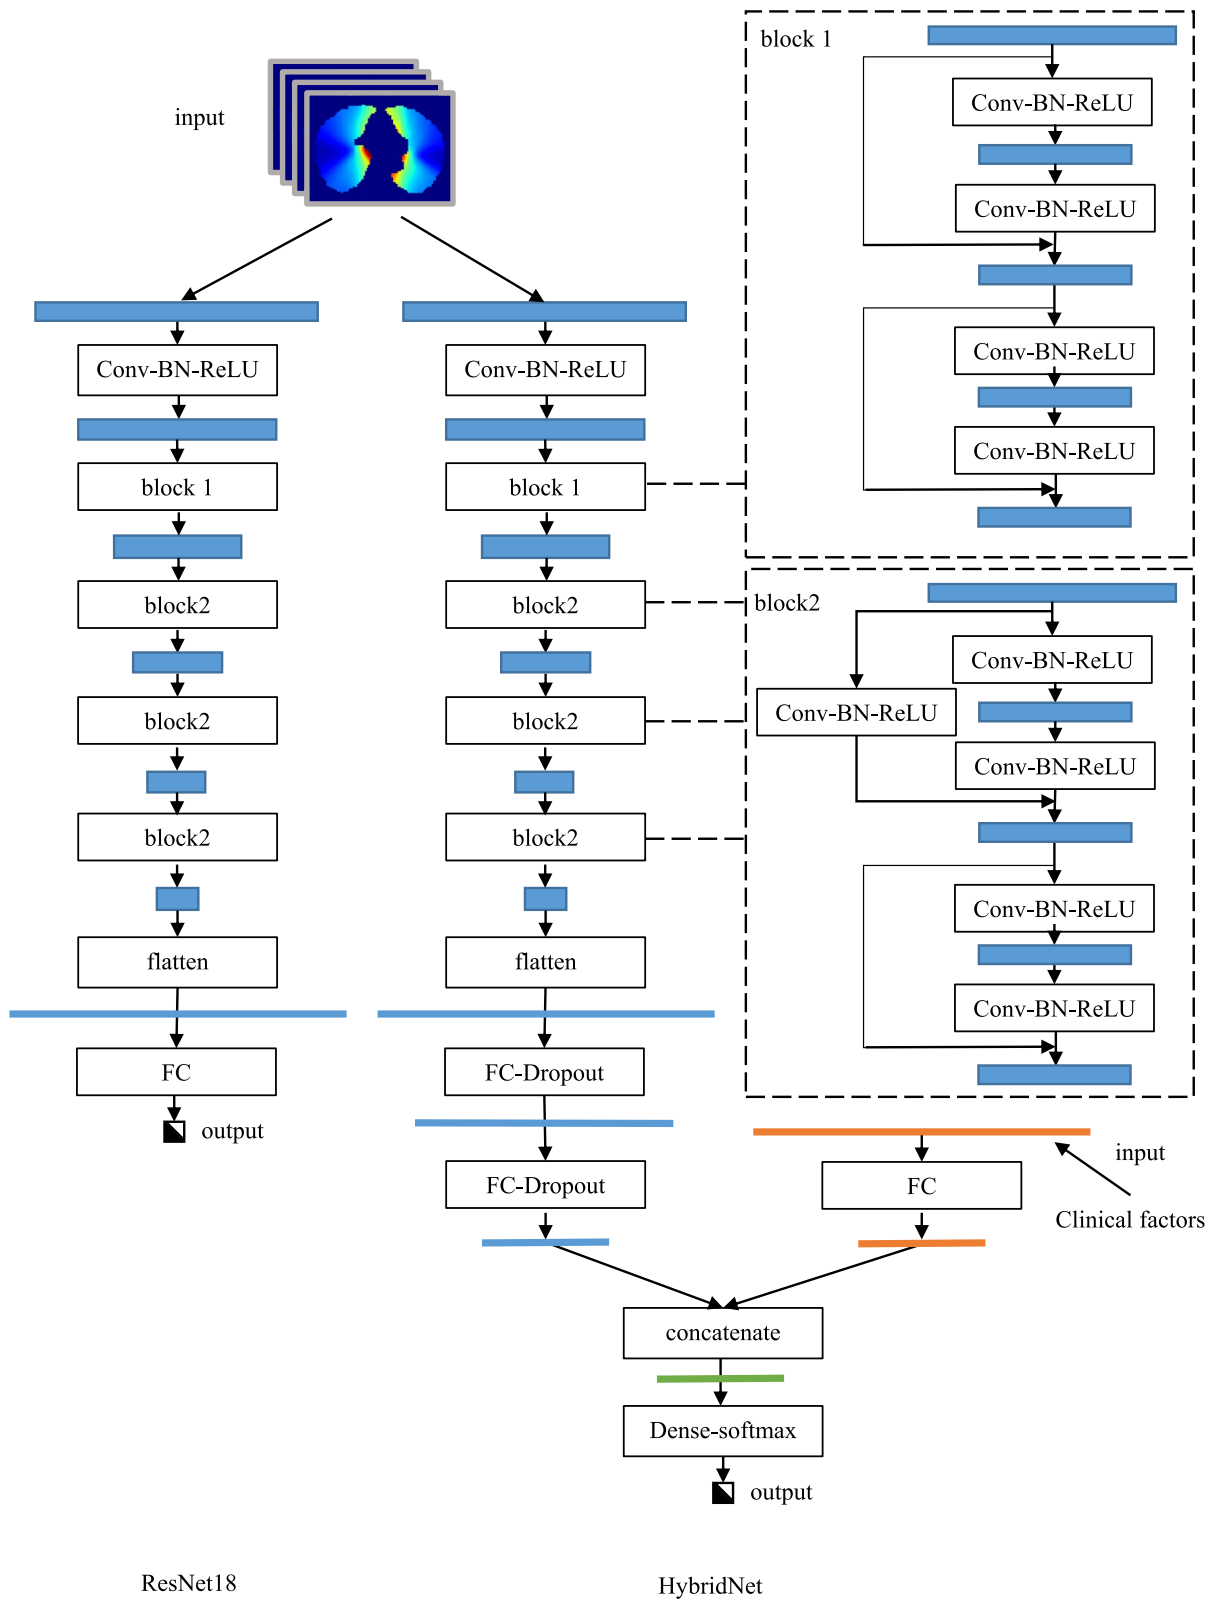 input
Conv-BN-ReLU
block 1
block2
block2
block2
flatten
FC
output
ResNet18
Conv-BN-ReLU
block 1
block2
block2
block2
flatten
FC-Dropout
FC-Dropout
input
Clinical factors
FC
concatenate
Dense-softmax
output
HybridNet
block 1
Conv-BN-ReLU
Conv-BN-ReLU
Conv-BN-ReLU
Conv-BN-ReLU
block2
Conv-BN-ReLU
Conv-BN-ReLU
Conv-BN-ReLU
Conv-BN-ReLU
Conv-BN-ReLU